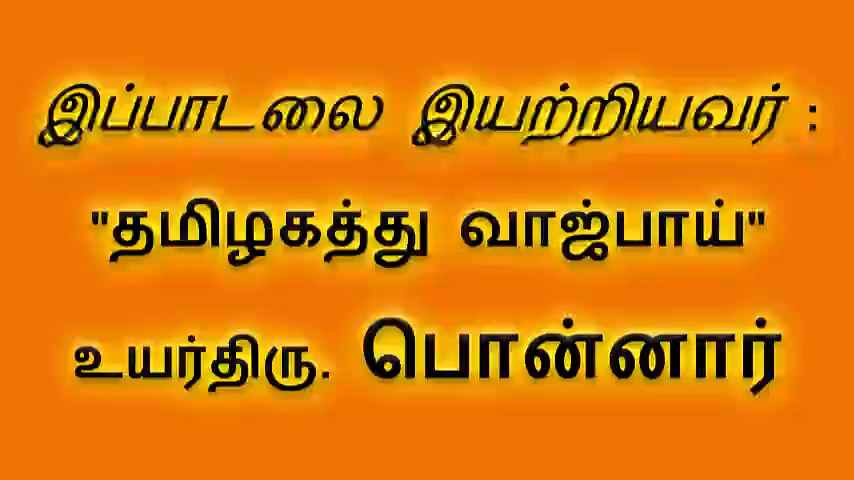 இப்பாடலை இயற்றியவர் :
"தமிழகத்து வாஜ்பாய்"
உயர்திரு. பொன்னார்